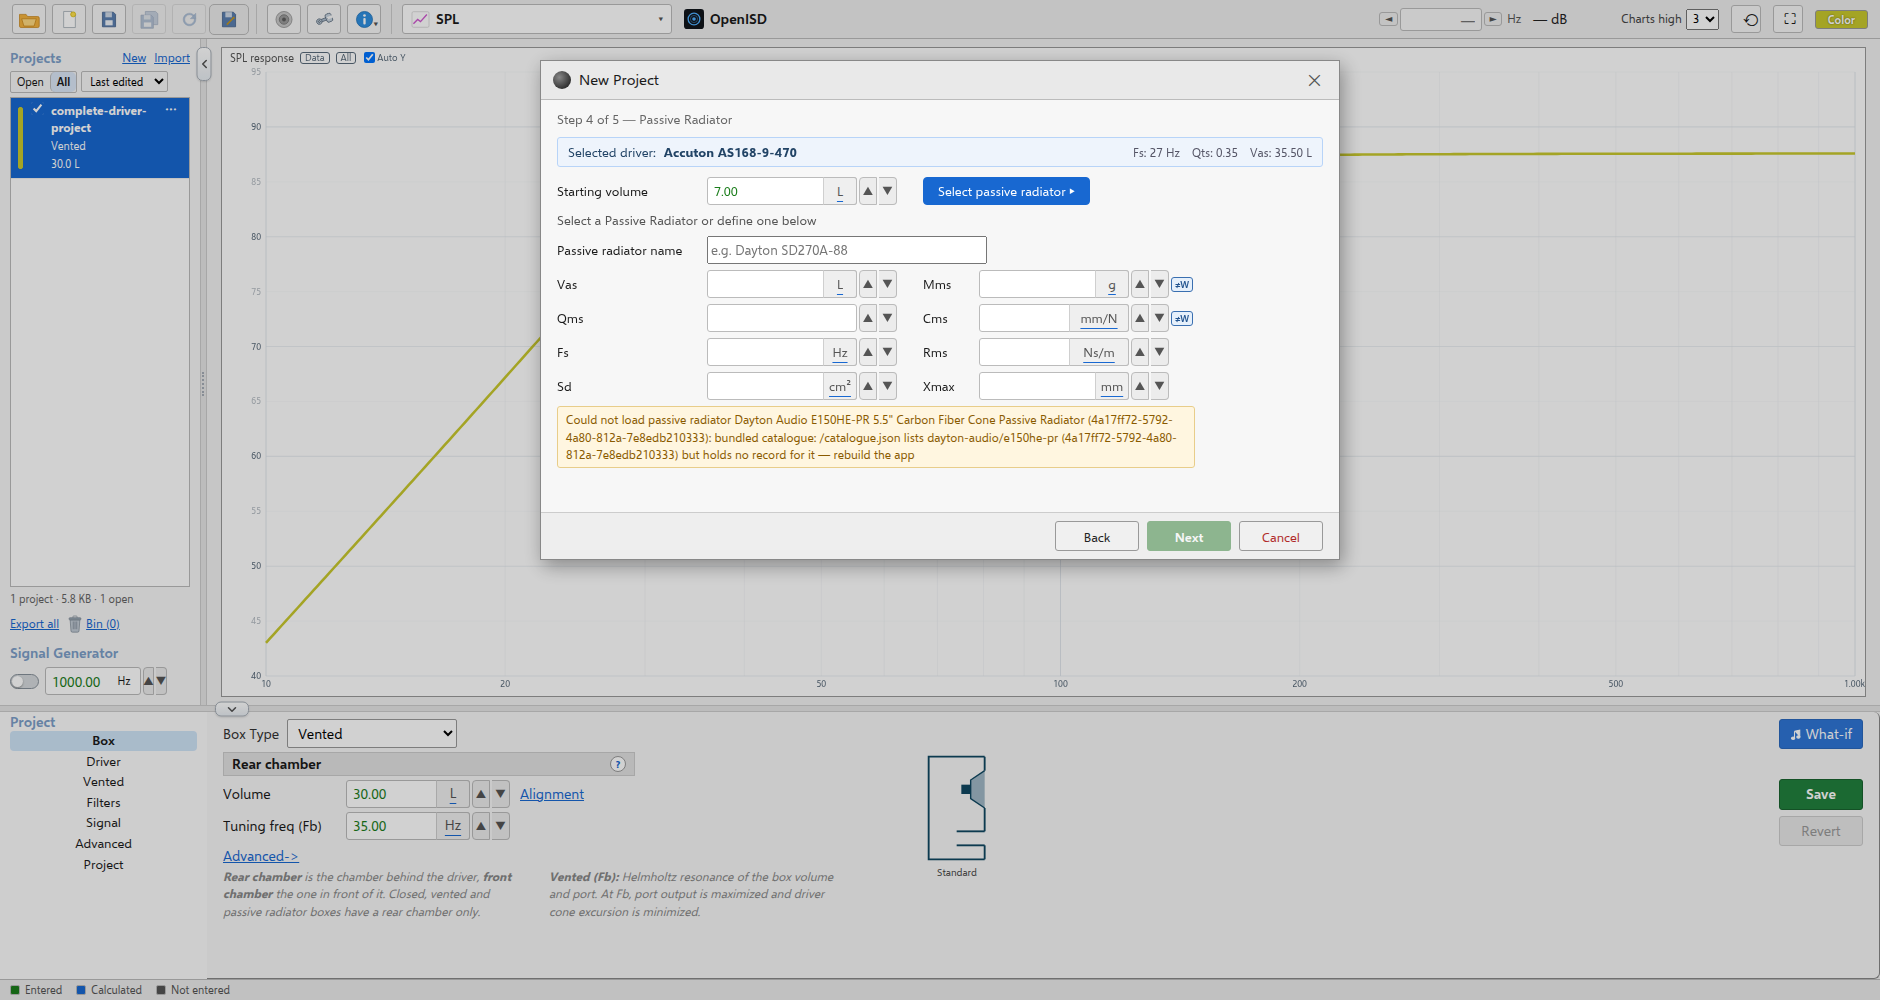 SPL
OpenISD
— Hz — dB
Charts high 3
Color
Projects New Import
Open All Last edited
complete-driver-project
Vented
30.0 L
1 project · 5.8 KB · 1 open
Export all Bin (0)
Signal Generator
1000.00 Hz
SPL response Data All Auto Y
95
90
85
80
75
70
65
60
55
50
45
40
10 20 50 100 200 500 1.00k
New Project
Step 4 of 5 — Passive Radiator
Selected driver: Accuton AS168-9-470 Fs: 27 Hz Qts: 0.35 Vas: 35.50 L
Starting volume 7.00 L Select passive radiator
Select a Passive Radiator or define one below
Passive radiator name e.g. Dayton SD270A-88
Vas L Mms g ≠W
Qms Cms mm/N ≠W
Fs Hz Rms Ns/m
Sd cm² Xmax mm
Could not load passive radiator Dayton Audio E150HE-PR 5.5" Carbon Fiber Cone Passive Radiator (4a17ff72-5792-
4a80-812a-7e8edb210333): bundled catalogue: /catalogue.json lists dayton-audio/e150he-pr (4a17ff72-5792-4a80-
812a-7e8edb210333) but holds no record for it — rebuild the app
Back Next Cancel
Project
Box
Driver
Vented
Filters
Signal
Advanced
Project
Box Type Vented
Rear chamber ?
Volume 30.00 L Alignment
Tuning freq (Fb) 35.00 Hz
Advanced->
Rear chamber is the chamber behind the driver, front
chamber the one in front of it. Closed, vented and
passive radiator boxes have a rear chamber only.
Vented (Fb): Helmholtz resonance of the box volume
and port. At Fb, port output is maximized and driver
cone excursion is minimized.
Standard
What-if
Save
Revert
Entered Calculated Not entered